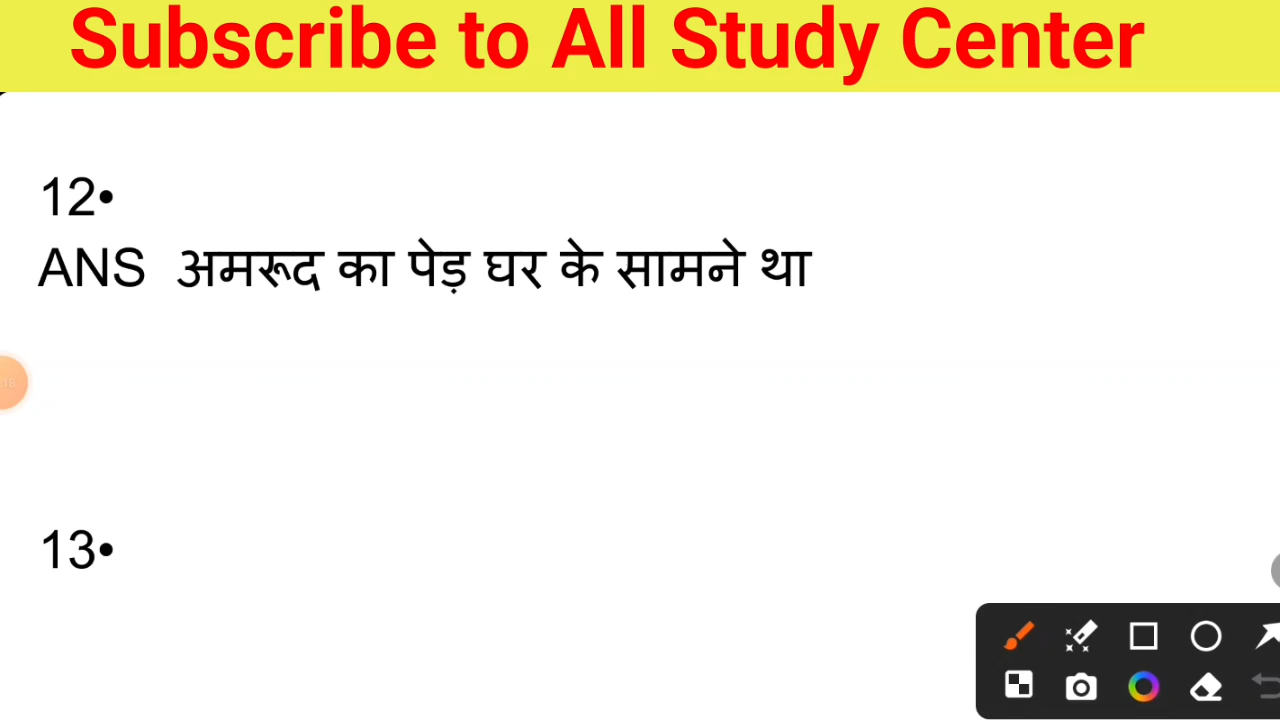 Subscribe to All Study Center
12•
ANS अमरूद का पेड़ घर के सामने था
13•